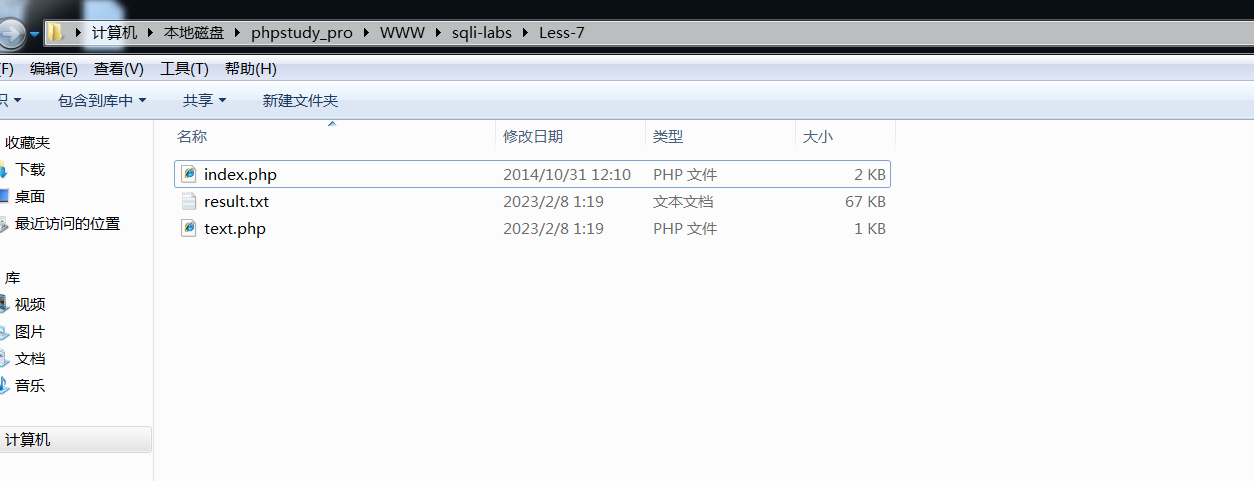 计算机 本地磁盘 phpstudy_pro WWW sqli-labs Less-7
(F) 编辑(E) 查看(V) 工具(T) 帮助(H)
包含到库中 共享 新建文件夹
收藏夹
下载
桌面
最近访问的位置
库
视频
图片
文档
音乐
计算机
名称 修改日期 类型 大小
index.php 2014/10/31 12:10 PHP 文件 2 KB
result.txt 2023/2/8 1:19 文本文档 67 KB
text.php 2023/2/8 1:19 PHP 文件 1 KB